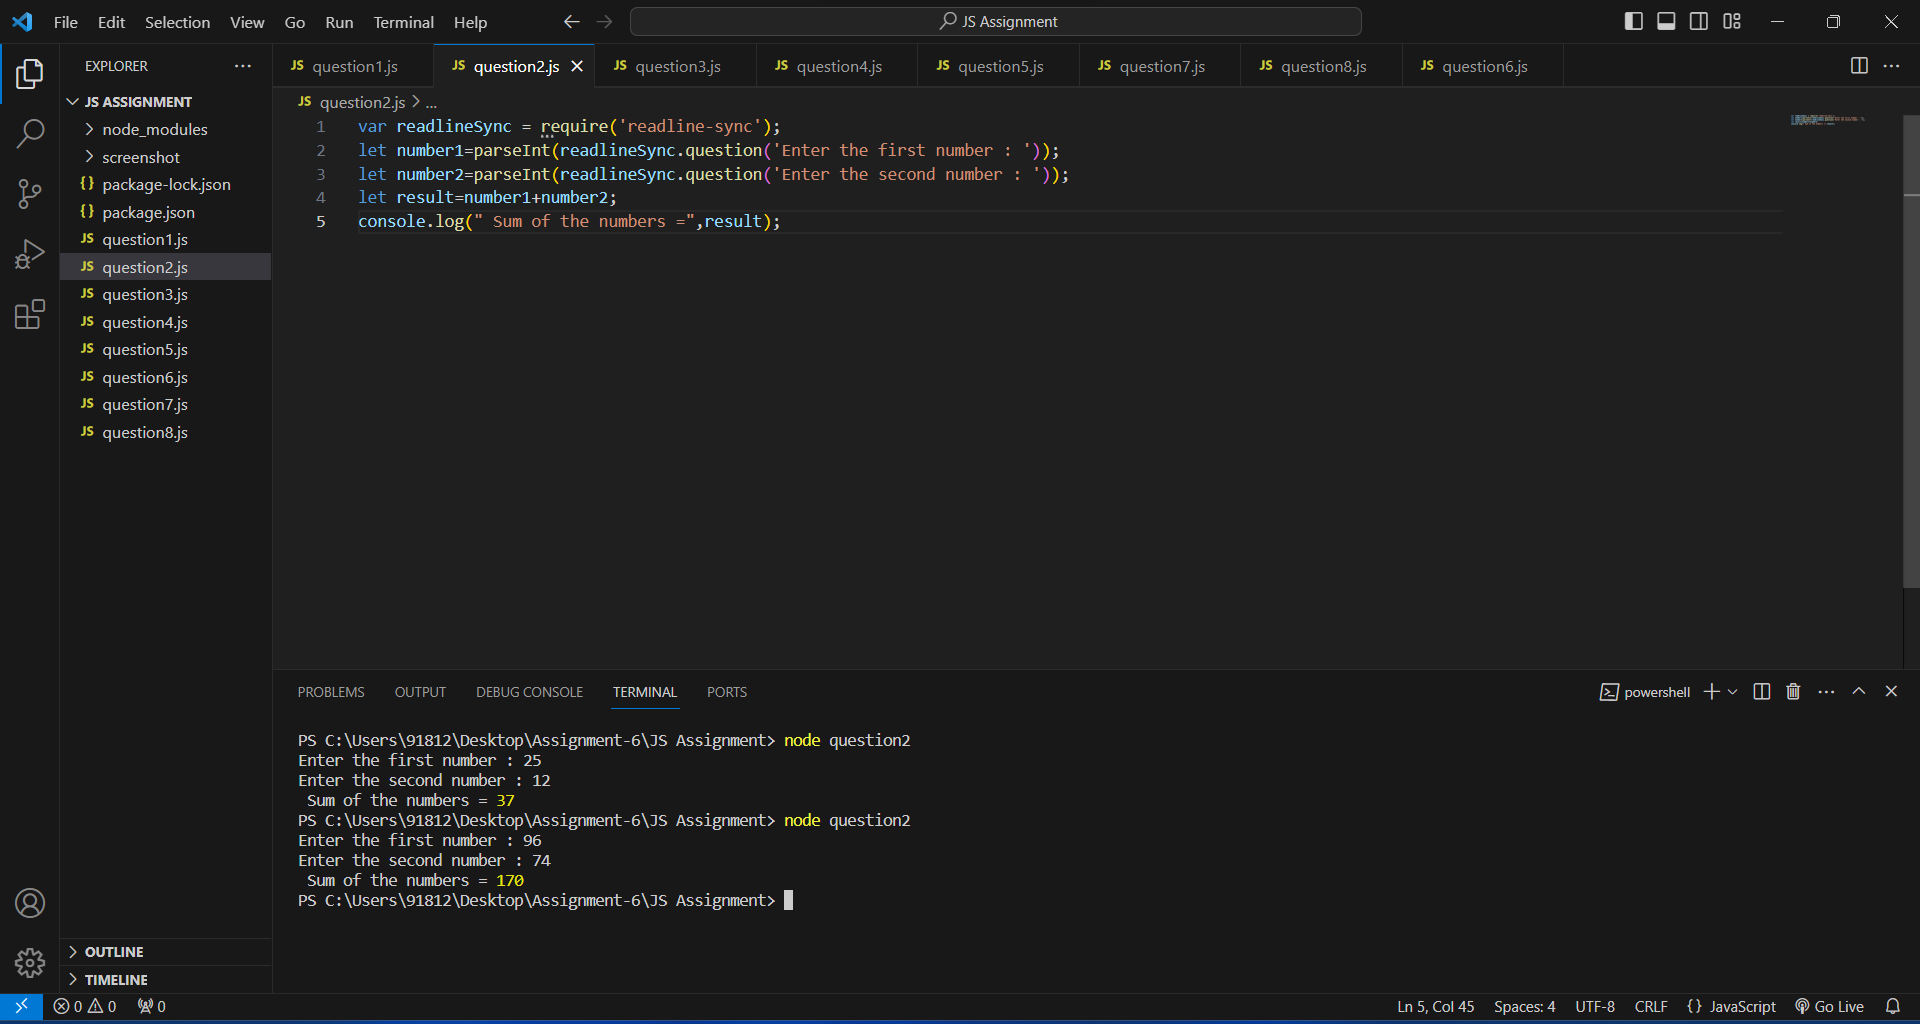 File Edit Selection View Go Run Terminal Help
JS Assignment
EXPLORER
JS ASSIGNMENT
node_modules
screenshot
{} package-lock.json
{} package.json
JS question1.js
JS question2.js
JS question3.js
JS question4.js
JS question5.js
JS question6.js
JS question7.js
JS question8.js
OUTLINE
TIMELINE
JS question1.js JS question2.js JS question3.js JS question4.js JS question5.js JS question7.js JS question8.js JS question6.js
JS question2.js > ...
1 var readlineSync = require('readline-sync');
2 let number1=parseInt(readlineSync.question('Enter the first number : '));
3 let number2=parseInt(readlineSync.question('Enter the second number : '));
4 let result=number1+number2;
5 console.log(" Sum of the numbers =",result);
PROBLEMS OUTPUT DEBUG CONSOLE TERMINAL PORTS
powershell
PS C:\Users\91812\Desktop\Assignment-6\JS Assignment> node question2
Enter the first number : 25
Enter the second number : 12
 Sum of the numbers = 37
PS C:\Users\91812\Desktop\Assignment-6\JS Assignment> node question2
Enter the first number : 96
Enter the second number : 74
 Sum of the numbers = 170
PS C:\Users\91812\Desktop\Assignment-6\JS Assignment>
0 0 0
Ln 5, Col 45 Spaces: 4 UTF-8 CRLF {} JavaScript Go Live